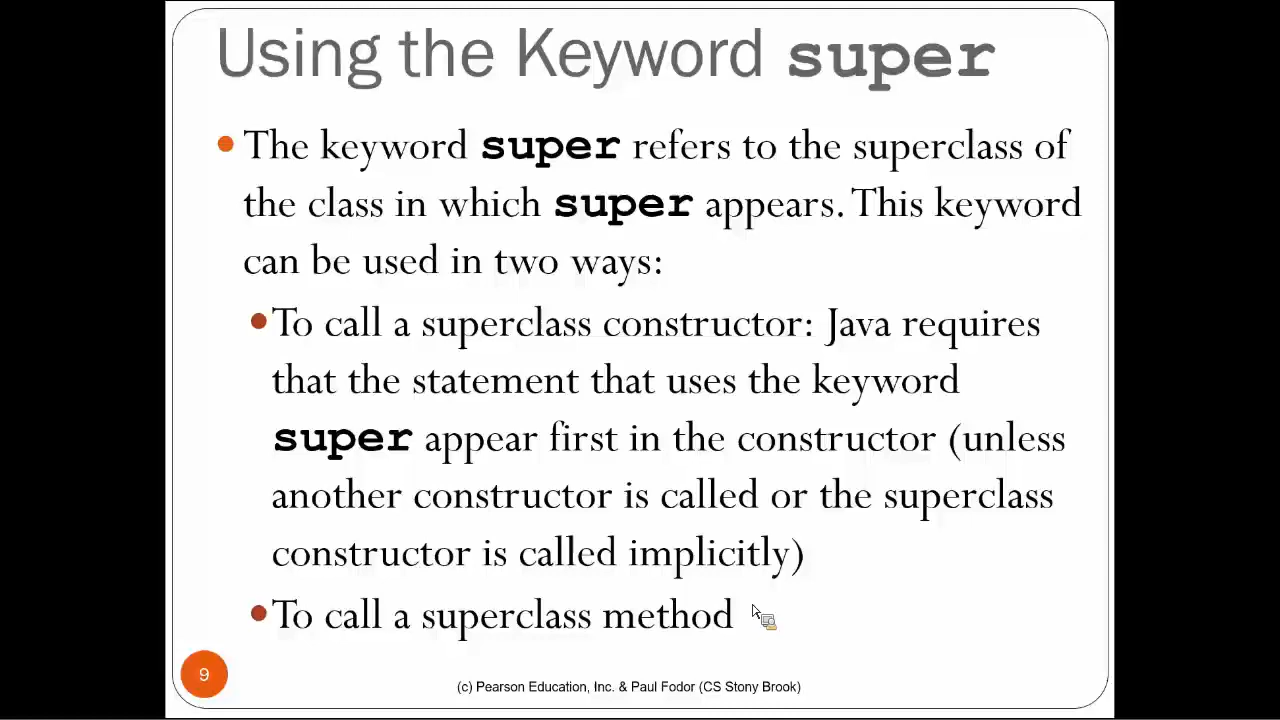 Using the Keyword super
The keyword super refers to the superclass of
the class in which super appears. This keyword
can be used in two ways:
To call a superclass constructor: Java requires
that the statement that uses the keyword
super appear first in the constructor (unless
another constructor is called or the superclass
constructor is called implicitly)
To call a superclass method
9
(c) Pearson Education, Inc. & Paul Fodor (CS Stony Brook)